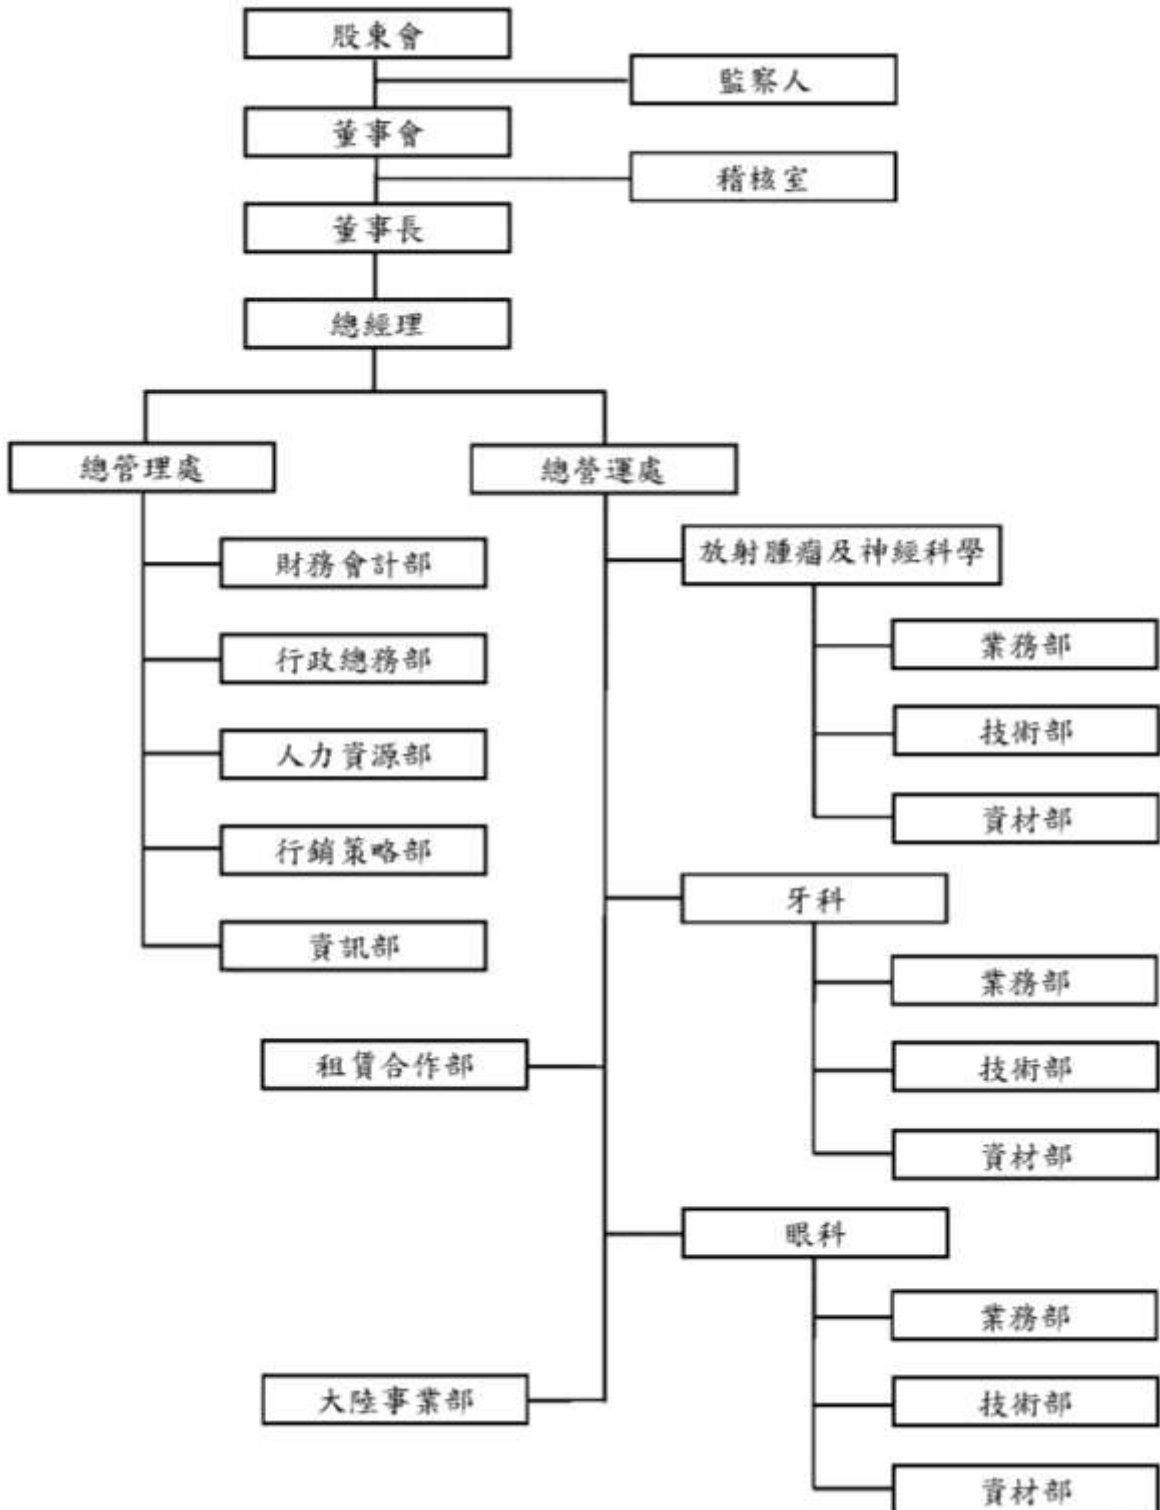 股東會
監察人
董事會
稽核室
董事長
總經理
總管理處
總營運處
財務會計部
行政總務部
人力資源部
行銷策略部
資訊部
放射腫瘤及神經科學
業務部
技術部
資材部
牙科
業務部
技術部
資材部
租賃合作部
眼科
業務部
技術部
資材部
大陸事業部